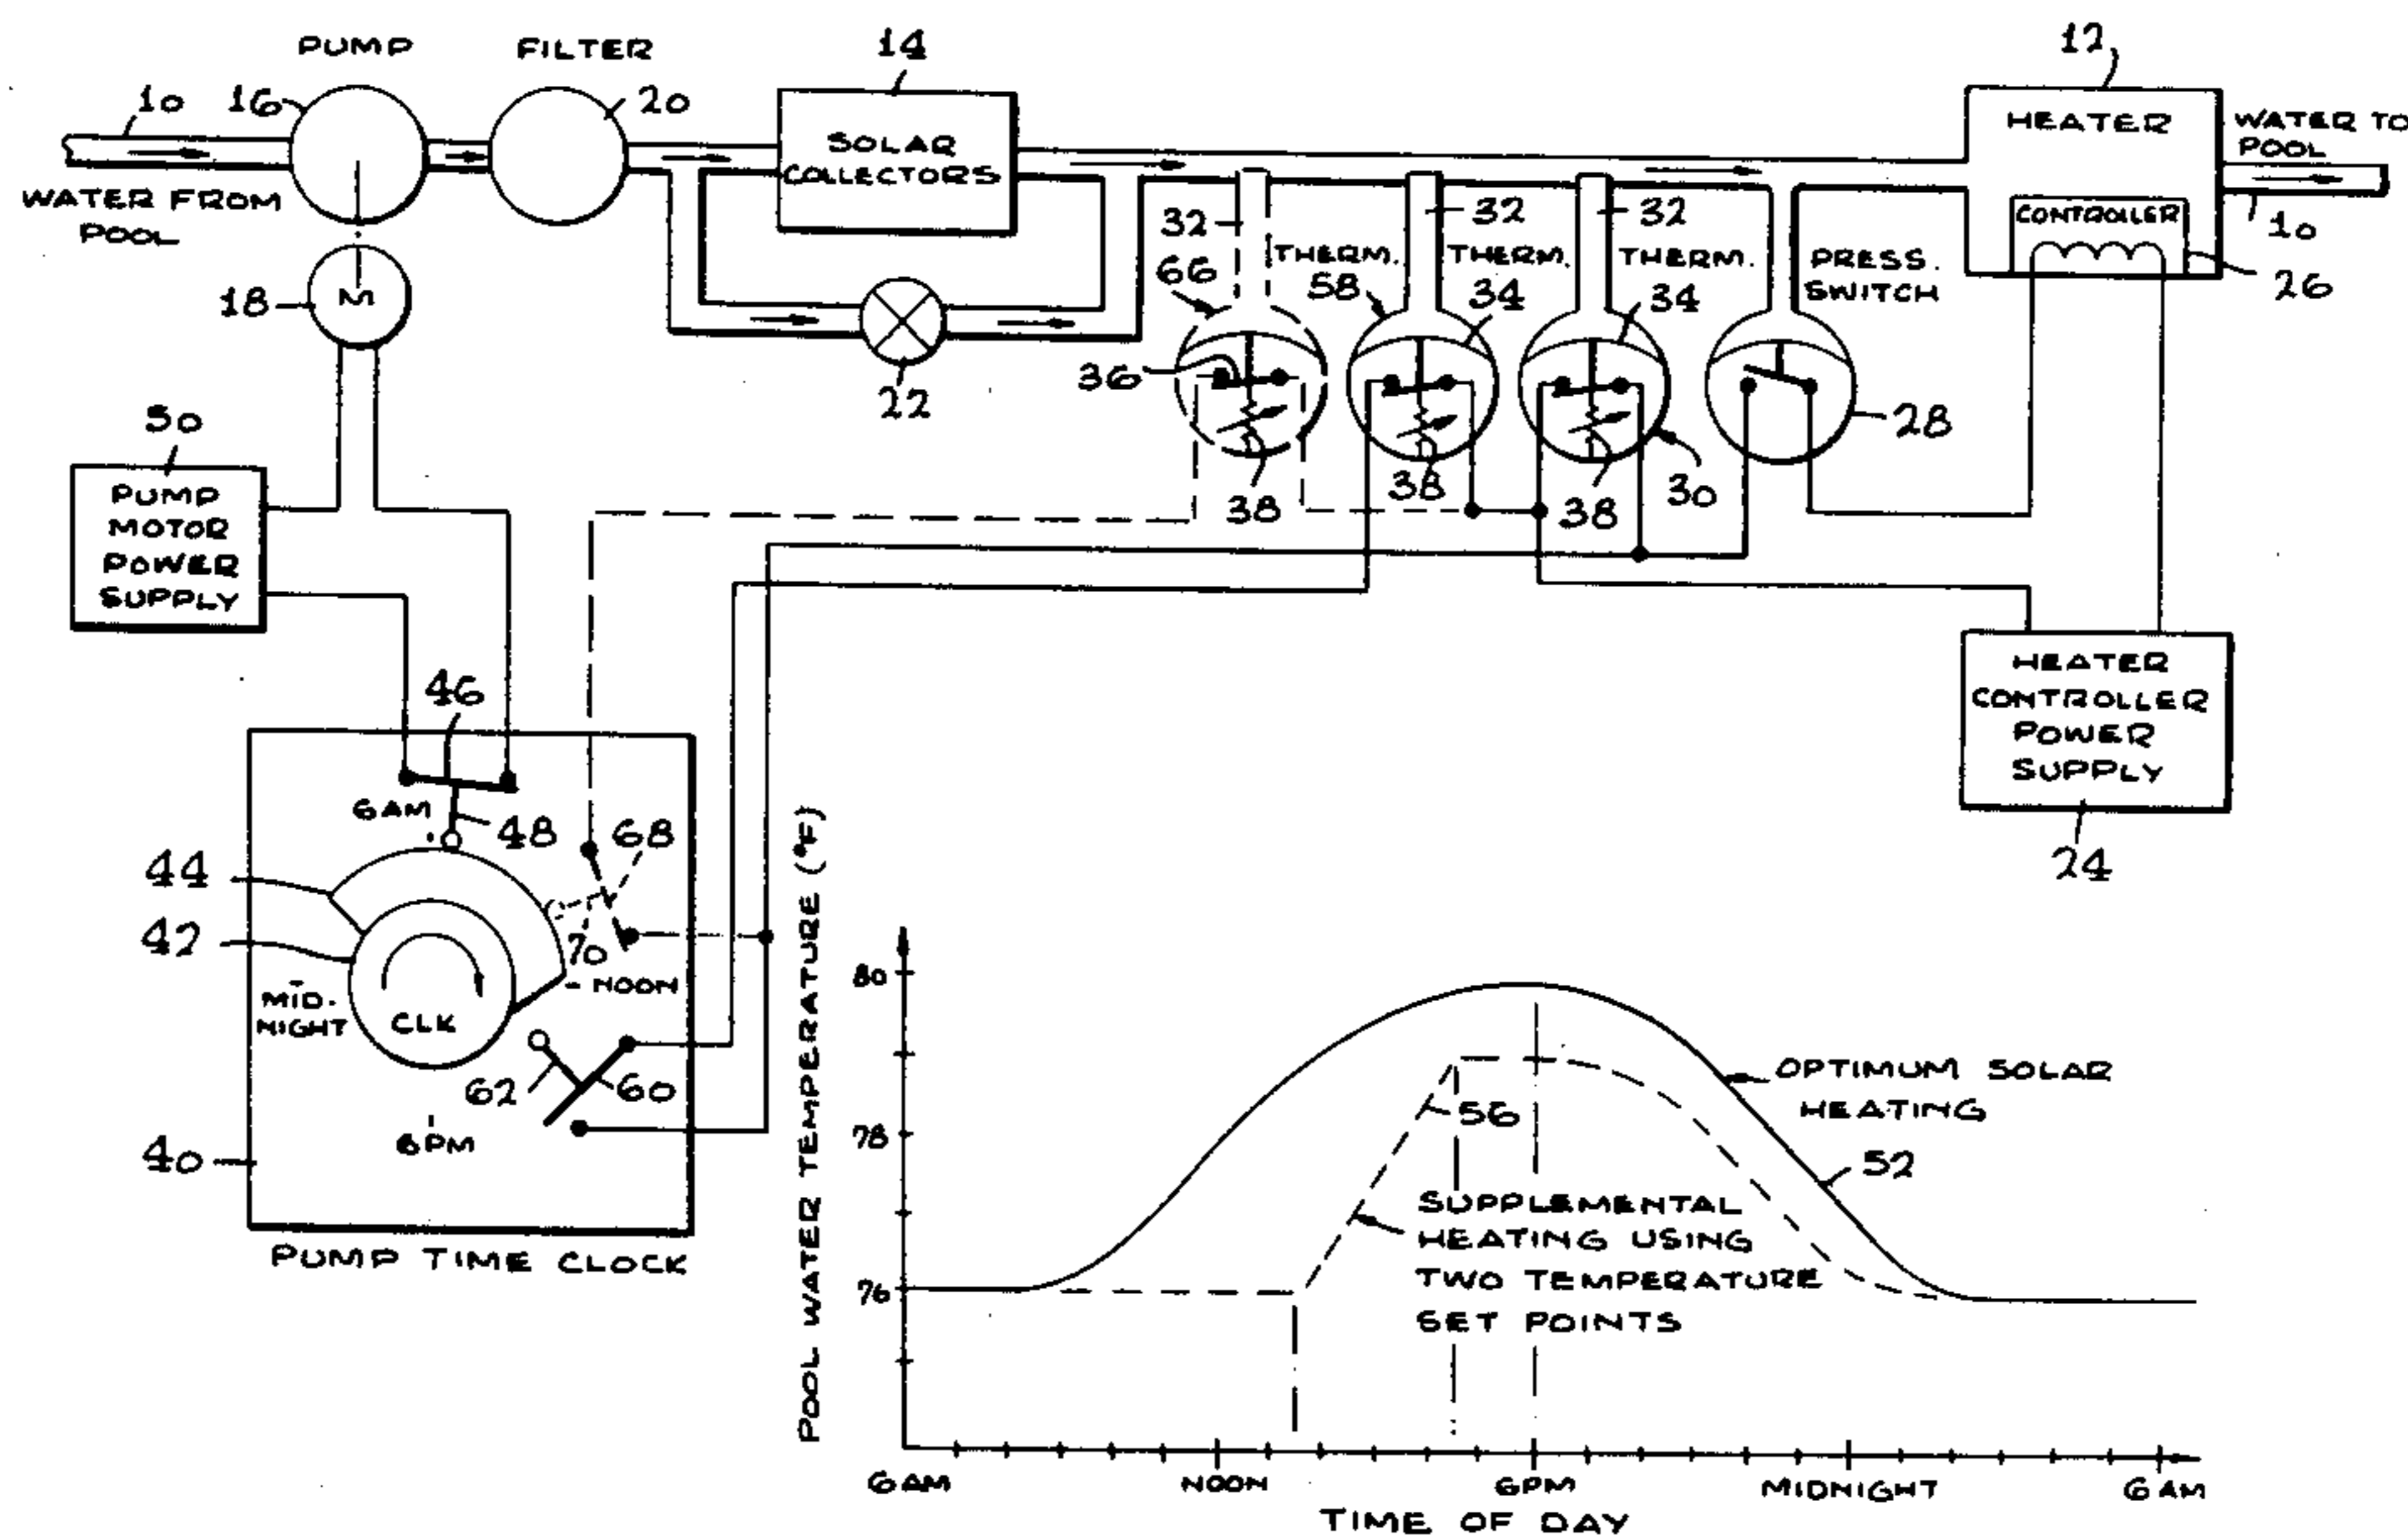 PUMP
FILTER
14
12
10
16
20
SOLAR
COLLECTORS
HEATER
WATER TO
POOL
WATER FROM
POOL
CONTROLLER
10
32
32
32
THERM.
THERM.
THERM.
PRESS.
SWITCH
26
66
58
34
34
18
M
36
22
28
50
38
38
38
30
PUMP
MOTOR
POWER
SUPPLY
46
HEATER
CONTROLLER
POWER
SUPPLY
24
6AM
48
68
44
42
70
NOON
MID-
NIGHT
CLK
62
60
6PM
40
PUMP TIME CLOCK
POOL WATER TEMPERATURE (°F)
80
78
76
56
OPTIMUM SOLAR
HEATING
52
SUPPLEMENTAL
HEATING USING
TWO TEMPERATURE
SET POINTS
6AM
NOON
6PM
MIDNIGHT
6AM
TIME OF DAY